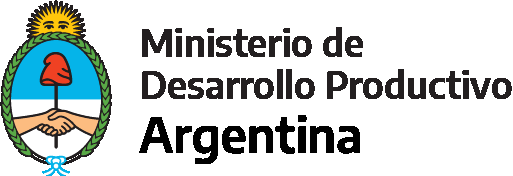 Ministerio de
Desarrollo Productivo
Argentina